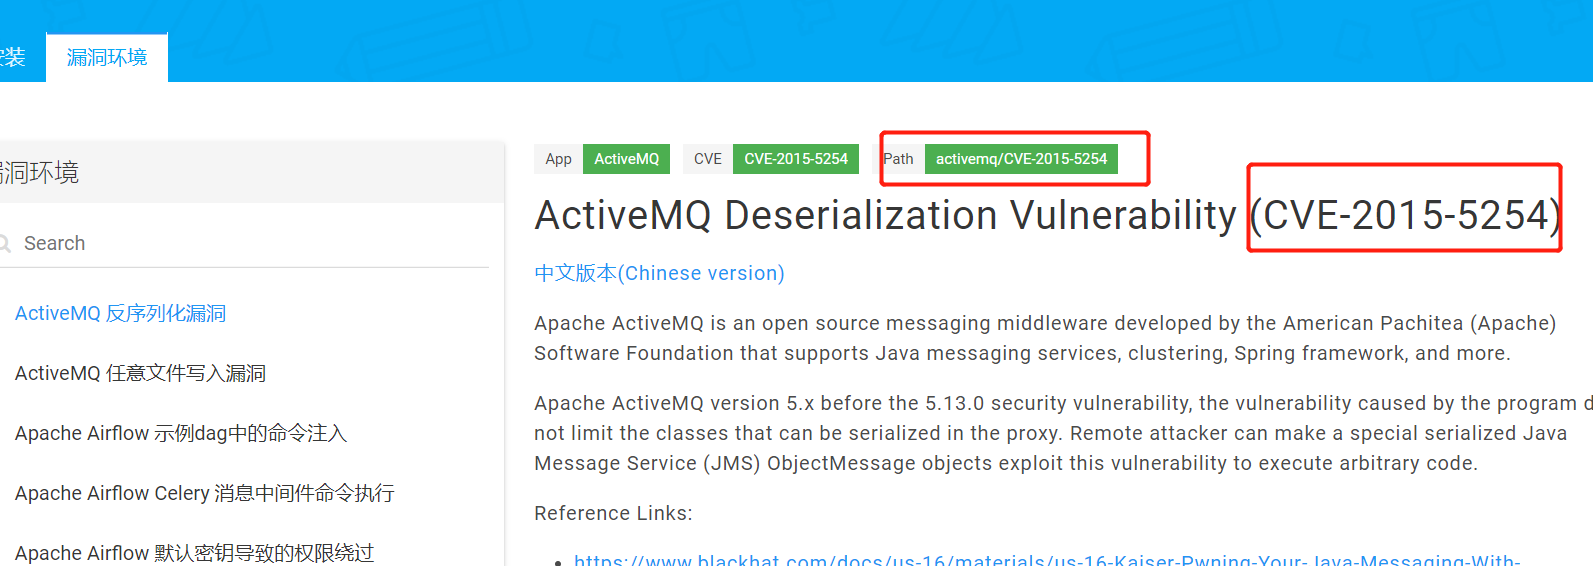 装
漏洞环境
洞环境
Search
ActiveMQ 反序列化漏洞
ActiveMQ 任意文件写入漏洞
Apache Airflow 示例dag中的命令注入
Apache Airflow Celery 消息中间件命令执行
Apache Airflow 默认密钥导致的权限绕过
App ActiveMQ CVE CVE-2015-5254 Path activemq/CVE-2015-5254
ActiveMQ Deserialization Vulnerability (CVE-2015-5254)
中文版本(Chinese version)
Apache ActiveMQ is an open source messaging middleware developed by the American Pachitea (Apache)
Software Foundation that supports Java messaging services, clustering, Spring framework, and more.
Apache ActiveMQ version 5.x before the 5.13.0 security vulnerability, the vulnerability caused by the program d
not limit the classes that can be serialized in the proxy. Remote attacker can make a special serialized Java
Message Service (JMS) ObjectMessage objects exploit this vulnerability to execute arbitrary code.
Reference Links:
https://www.blackhat.com/docs/us-16/materials/us-16-Kaiser-Pwning-Your-Java-Messaging-With-